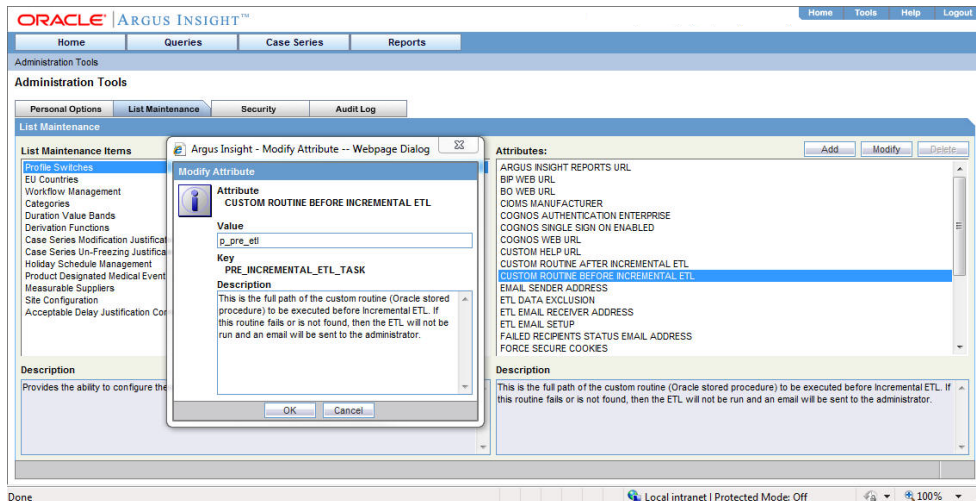 ORACLE® ARGUS INSIGHT™
Home Tools Help Logout
Home Queries Case Series Reports
Administration Tools
Administration Tools
Personal Options List Maintenance Security Audit Log
List Maintenance
List Maintenance Items
Profile Switches
EU Countries
Workflow Management
Categories
Duration Value Bands
Derivation Functions
Case Series Modification Justificat
Case Series Un-Freezing Justifica
Holiday Schedule Management
Product Designated Medical Event
Measurable Suppliers
Site Configuration
Acceptable Delay Justification Co
Description
Provides the ability to configure the
Argus Insight - Modify Attribute -- Webpage Dialog
Modify Attribute
Attribute
CUSTOM ROUTINE BEFORE INCREMENTAL ETL
Value
p_pre_etl
Key
PRE_INCREMENTAL_ETL_TASK
Description
This is the full path of the custom routine (Oracle stored
procedure) to be executed before Incremental ETL. If
this routine fails or is not found, then the ETL will not be
run and an email will be sent to the administrator.
OK Cancel
Attributes:
Add Modify Delete
ARGUS INSIGHT REPORTS URL
BIP WEB URL
BO WEB URL
CIOMS MANUFACTURER
COGNOS AUTHENTICATION ENTERPRISE
COGNOS SINGLE SIGN ON ENABLED
COGNOS WEB URL
CUSTOM HELP URL
CUSTOM ROUTINE AFTER INCREMENTAL ETL
CUSTOM ROUTINE BEFORE INCREMENTAL ETL
EMAIL SENDER ADDRESS
ETL DATA EXCLUSION
ETL EMAIL RECEIVER ADDRESS
ETL EMAIL SETUP
FAILED RECIPIENTS STATUS EMAIL ADDRESS
FORCE SECURE COOKIES
Description
This is the full path of the custom routine (Oracle stored procedure) to be executed before Incremental ETL. If
this routine fails or is not found, then the ETL will not be run and an email will be sent to the administrator.
Done
Local intranet | Protected Mode: Off
100%